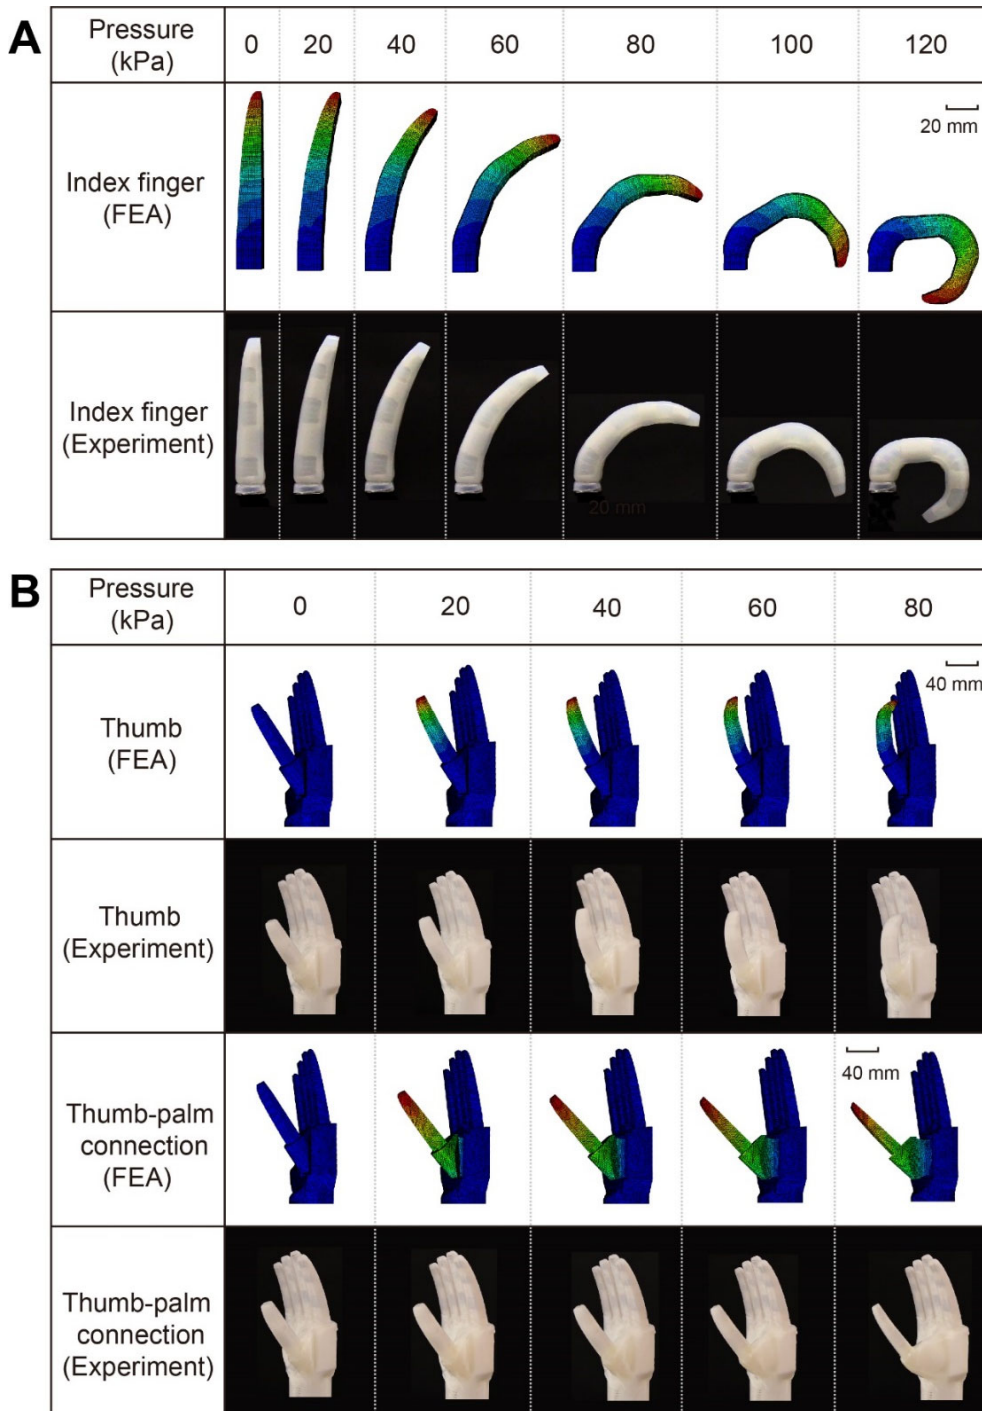 A
Pressure
(kPa)
0 20 40 60 80 100 120
Index finger
(FEA)
20 mm
Index finger
(Experiment)
20 mm
B
Pressure
(kPa)
0 20 40 60 80
Thumb
(FEA)
40 mm
Thumb
(Experiment)
Thumb-palm
connection
(FEA)
40 mm
Thumb-palm
connection
(Experiment)